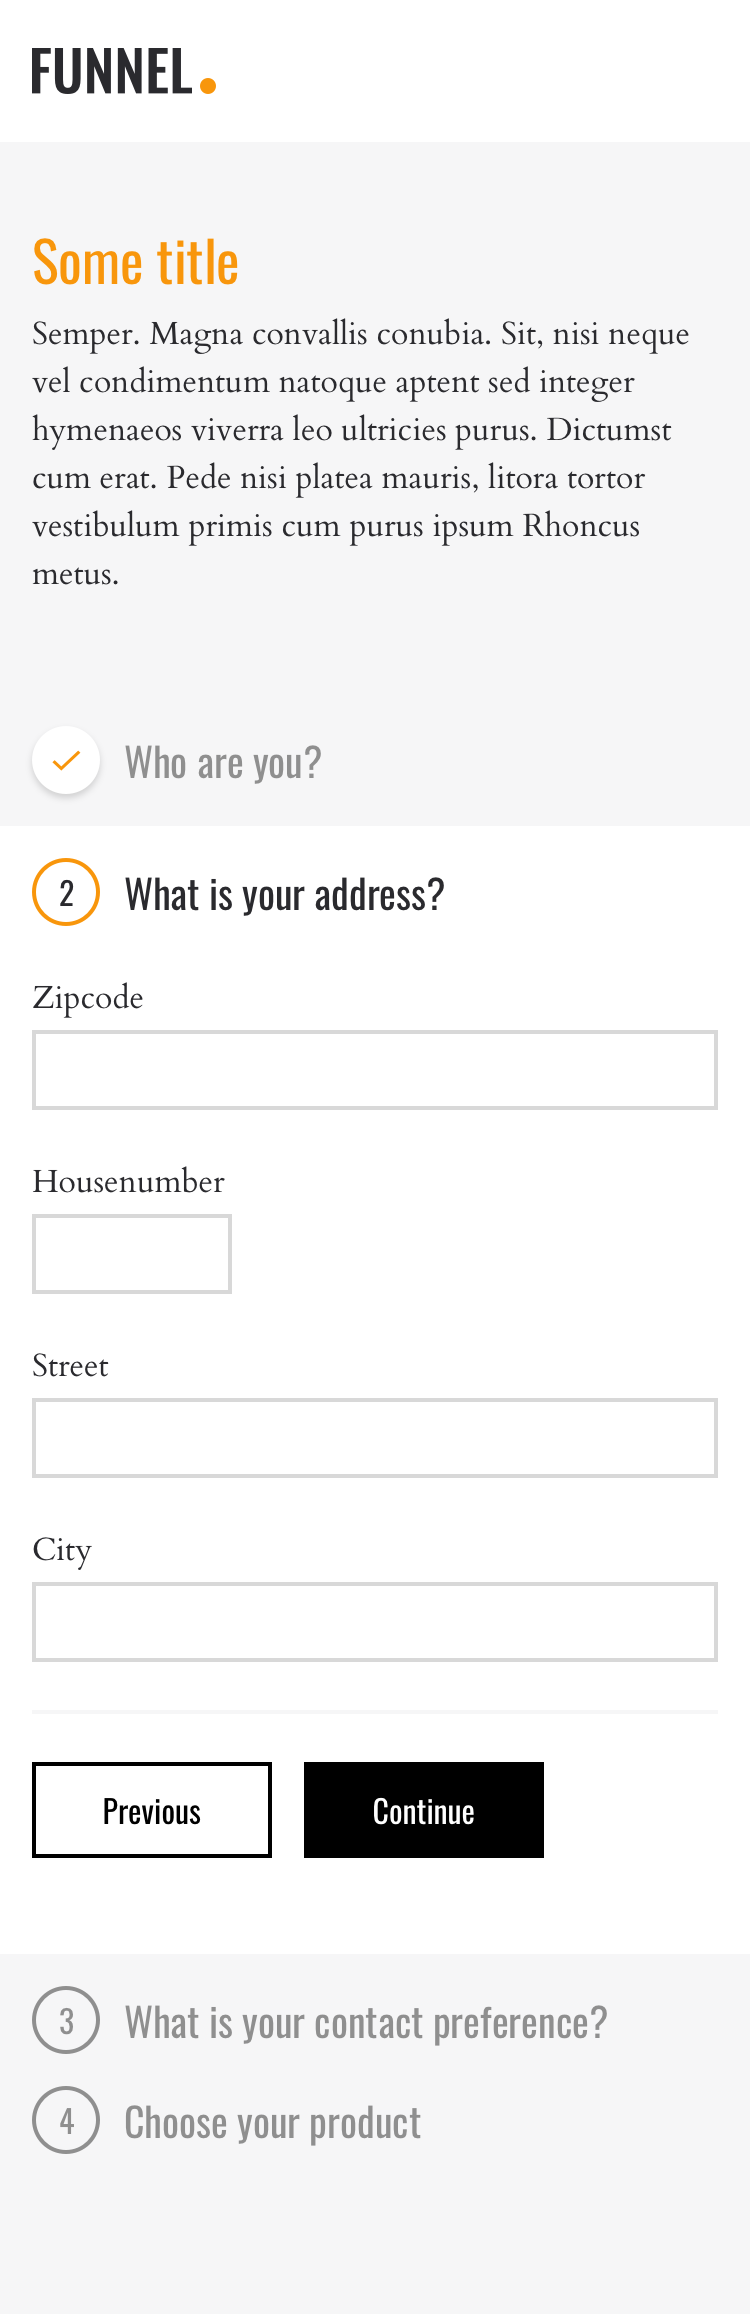 FUNNEL.
Some title
Semper. Magna convallis conubia. Sit, nisi neque
vel condimentum natoque aptent sed integer
hymenaeos viverra leo ultricies purus. Dictumst
cum erat. Pede nisi platea mauris, litora tortor
vestibulum primis cum purus ipsum Rhoncus
metus.
Who are you?
2 What is your address?
Zipcode
Housenumber
Street
City
Previous Continue
3 What is your contact preference?
4 Choose your product